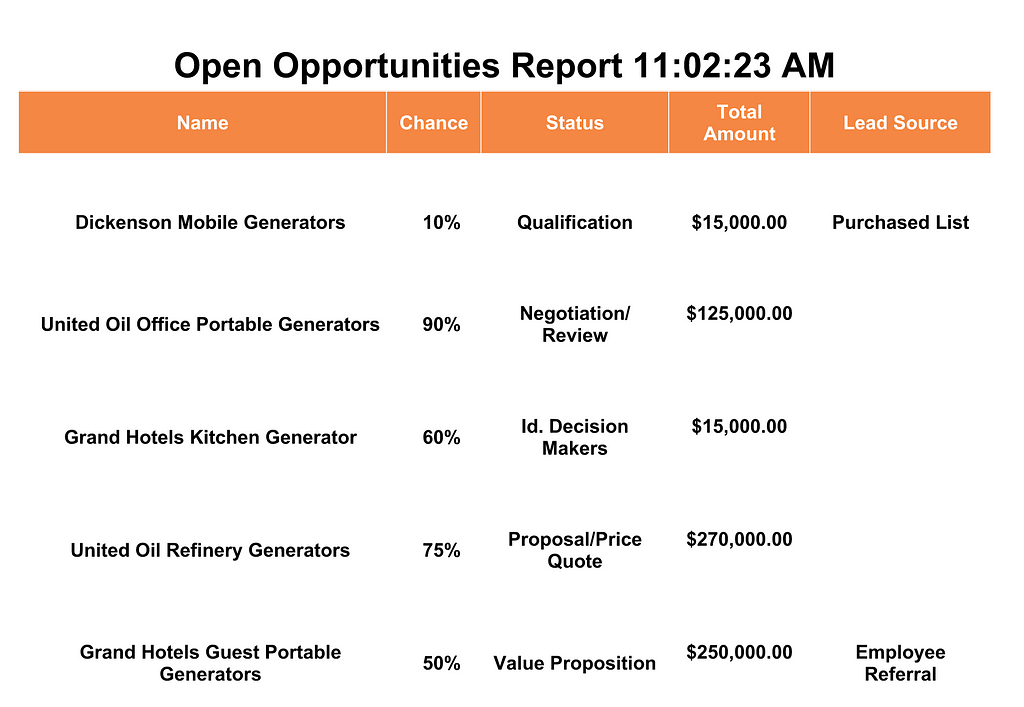 Open Opportunities Report 11:02:23 AM
Name Chance Status Total Amount Lead Source
Dickenson Mobile Generators 10% Qualification $15,000.00 Purchased List
United Oil Office Portable Generators 90% Negotiation/ Review $125,000.00
Grand Hotels Kitchen Generator 60% Id. Decision Makers $15,000.00
United Oil Refinery Generators 75% Proposal/Price Quote $270,000.00
Grand Hotels Guest Portable Generators 50% Value Proposition $250,000.00 Employee Referral